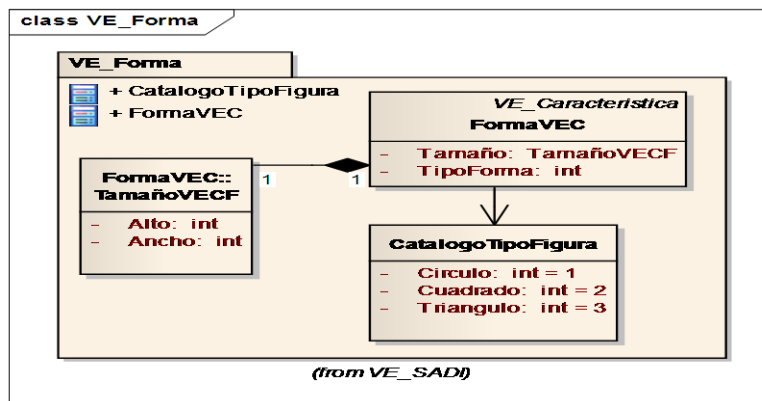 class VE_Forma
VE_Forma
+ CatalogoTipoFigura
+ FormaVEC
VE_Caracteristica
FormaVEC
- Tamaño: TamañoVECF
- TipoForma: int
FormaVEC::
TamañoVECF
- Alto: int
- Ancho: int
1
1
CatalogoTipoFigura
- Circulo: int = 1
- Cuadrado: int = 2
- Triangulo: int = 3
(from VE_SADI)